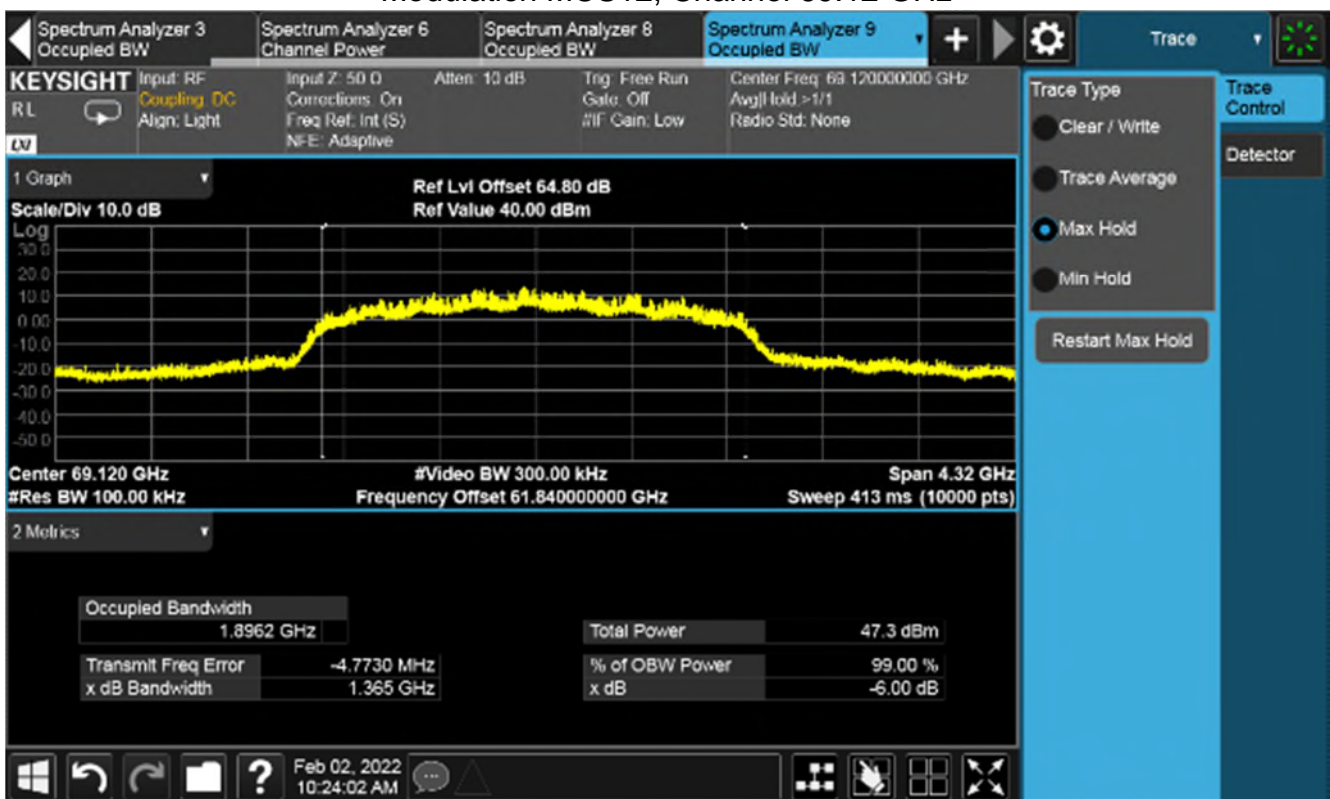 Spectrum Analyzer 3
Occupied BW
Spectrum Analyzer 6
Channel Power
Spectrum Analyzer 8
Occupied BW
Spectrum Analyzer 9
Occupied BW
+
Trace
KEYSIGHT
RL
LXI
Input: RF
Coupling: DC
Align: Light
Input Z: 50 Ω
Corrections: On
Freq Ref: Int (S)
NFE: Adaptive
Atten: 10 dB
Trig: Free Run
Gate: Off
#IF Gain: Low
Center Freq: 69.120000000 GHz
Avg|Hold:>1/1
Radio Std: None
Trace Type
Clear / Write
Trace Average
Max Hold
Min Hold
Restart Max Hold
Trace
Control
Detector
1 Graph
Scale/Div 10.0 dB
Ref Lvl Offset 64.80 dB
Ref Value 40.00 dBm
Log
30.0
20.0
10.0
0.00
-10.0
-20.0
-30.0
-40.0
-50.0
Center 69.120 GHz
#Video BW 300.00 kHz
Span 4.32 GHz
#Res BW 100.00 kHz
Frequency Offset 61.840000000 GHz
Sweep 413 ms (10000 pts)
2 Metrics
Occupied Bandwidth
1.8962 GHz
Total Power 47.3 dBm
Transmit Freq Error -4.7730 MHz
% of OBW Power 99.00 %
x dB Bandwidth 1.365 GHz
x dB -6.00 dB
?
Feb 02, 2022
10:24:02 AM